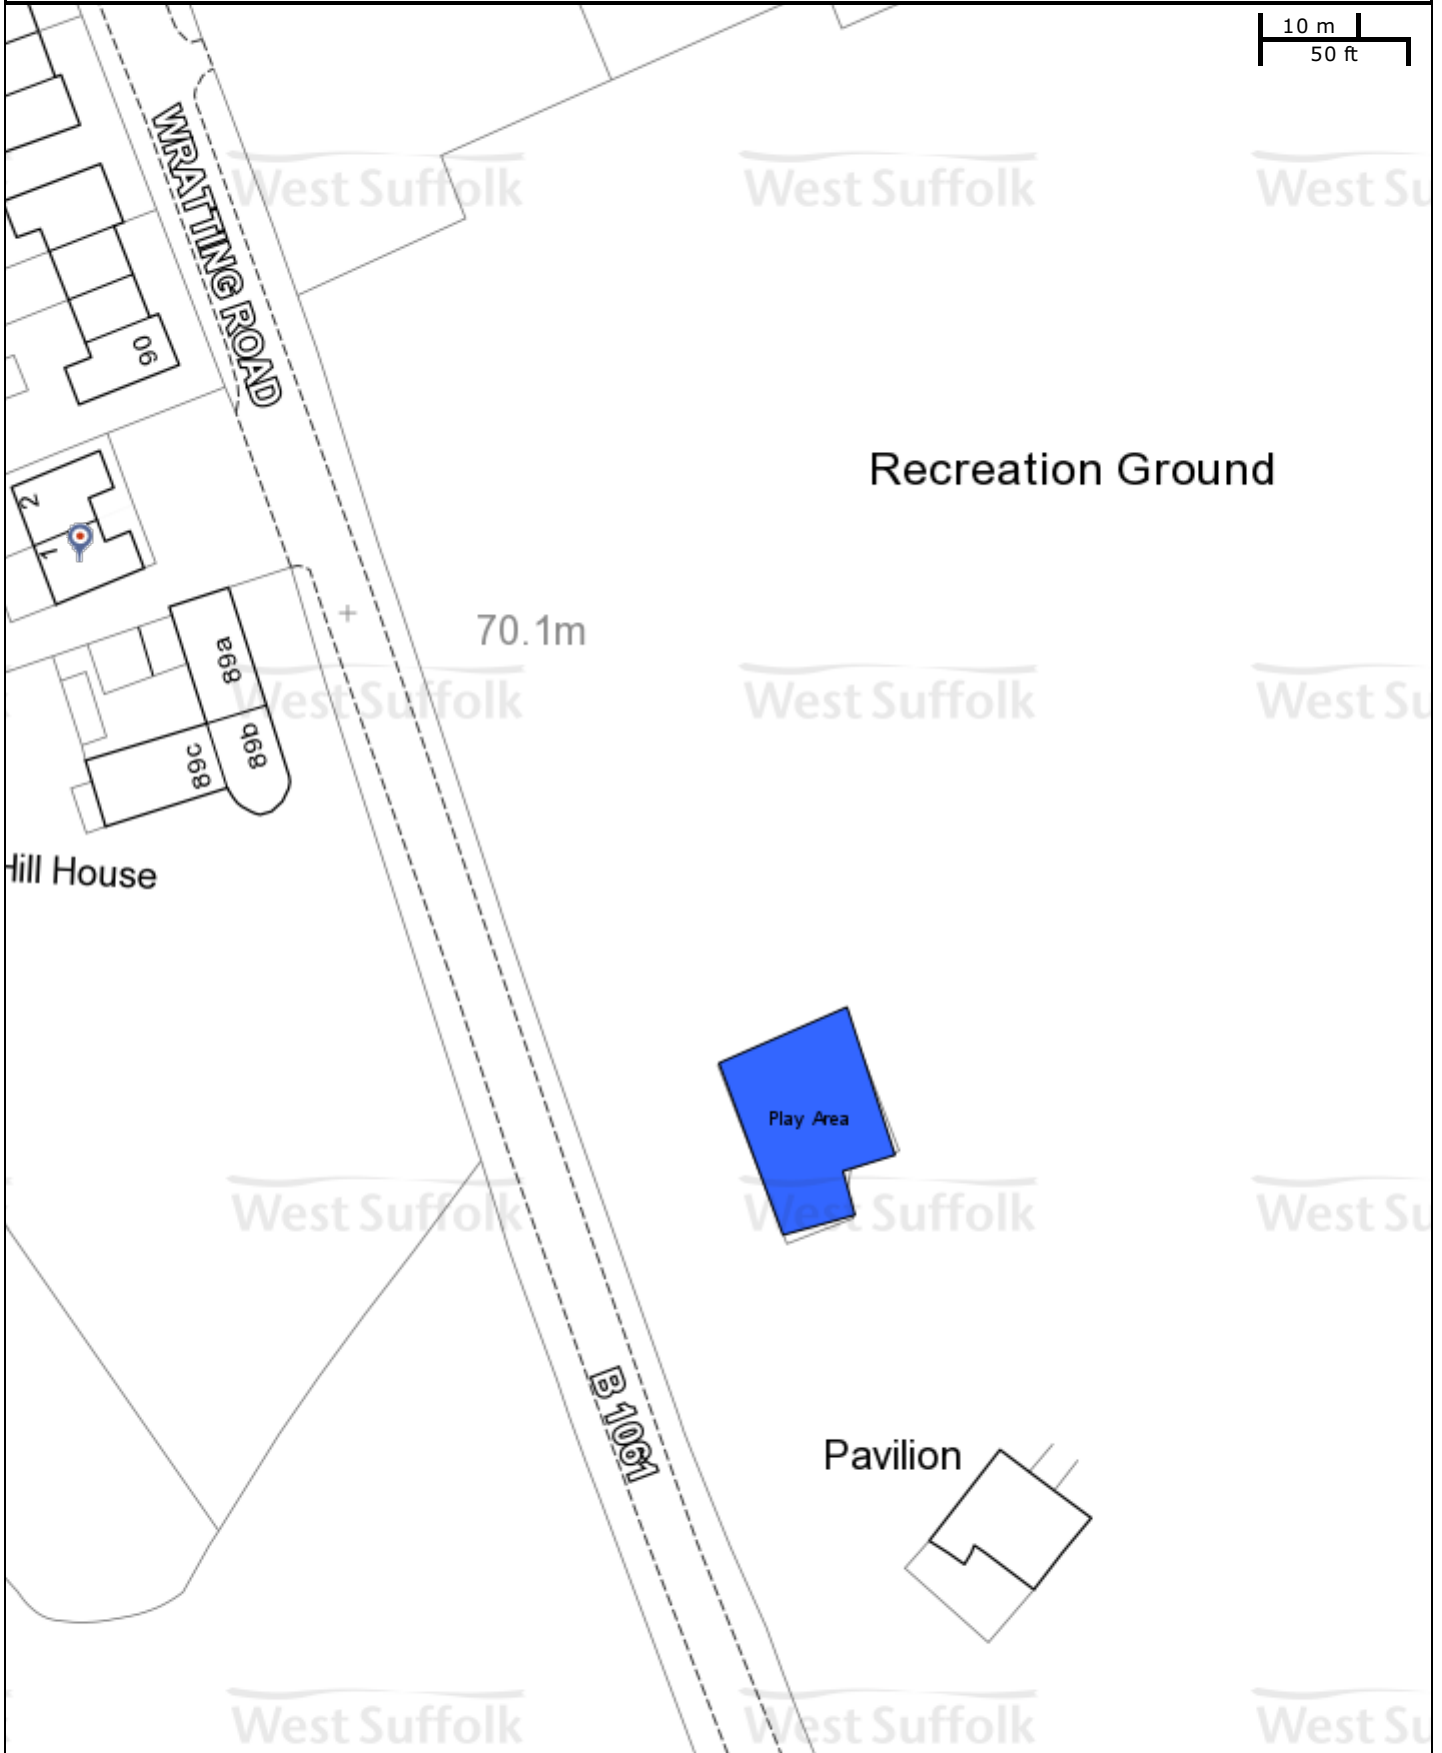 10 m
50 ft
WRATTING ROAD
West Suffolk
West Suffolk
West Su
90
Recreation Ground
2
1
70.1m
89a
West Suffolk
West Suffolk
West Su
89b
89c
Hill House
Play Area
West Suffolk
West Suffolk
West Su
B 1061
Pavilion
West Suffolk
West Suffolk
West Su